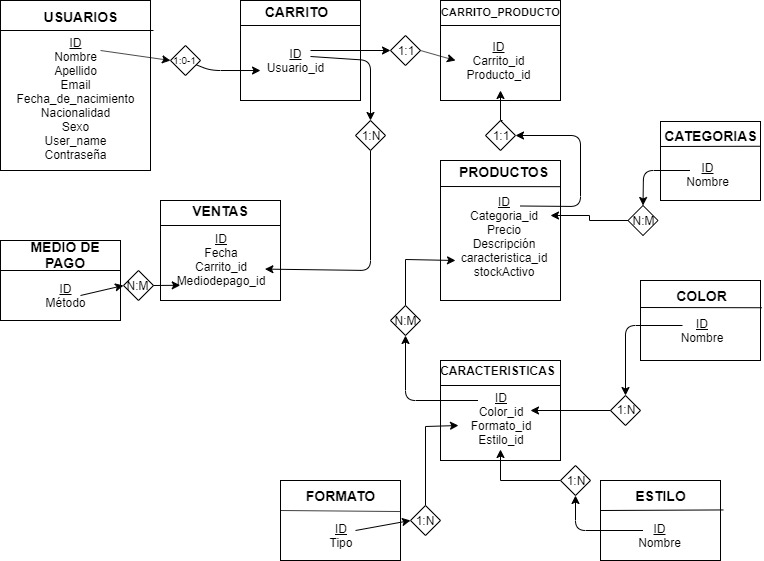 USUARIOS
ID
Nombre
Apellido
Email
Fecha_de_nacimiento
Nacionalidad
Sexo
User_name
Contraseña
1:0-1
CARRITO
ID
Usuario_id
1:1
1:N
CARRITO_PRODUCTO
ID
Carrito_id
Producto_id
1:1
CATEGORIAS
ID
Nombre
N:M
PRODUCTOS
ID
Categoria_id
Precio
Descripción
caracteristica_id
stockActivo
VENTAS
ID
Fecha
Carrito_id
Mediodepago_id
MEDIO DE
PAGO
ID
Método
N:M
N:M
COLOR
ID
Nombre
1:N
CARACTERISTICAS
ID
Color_id
Formato_id
Estilo_id
FORMATO
ID
Tipo
1:N
1:N
ESTILO
ID
Nombre